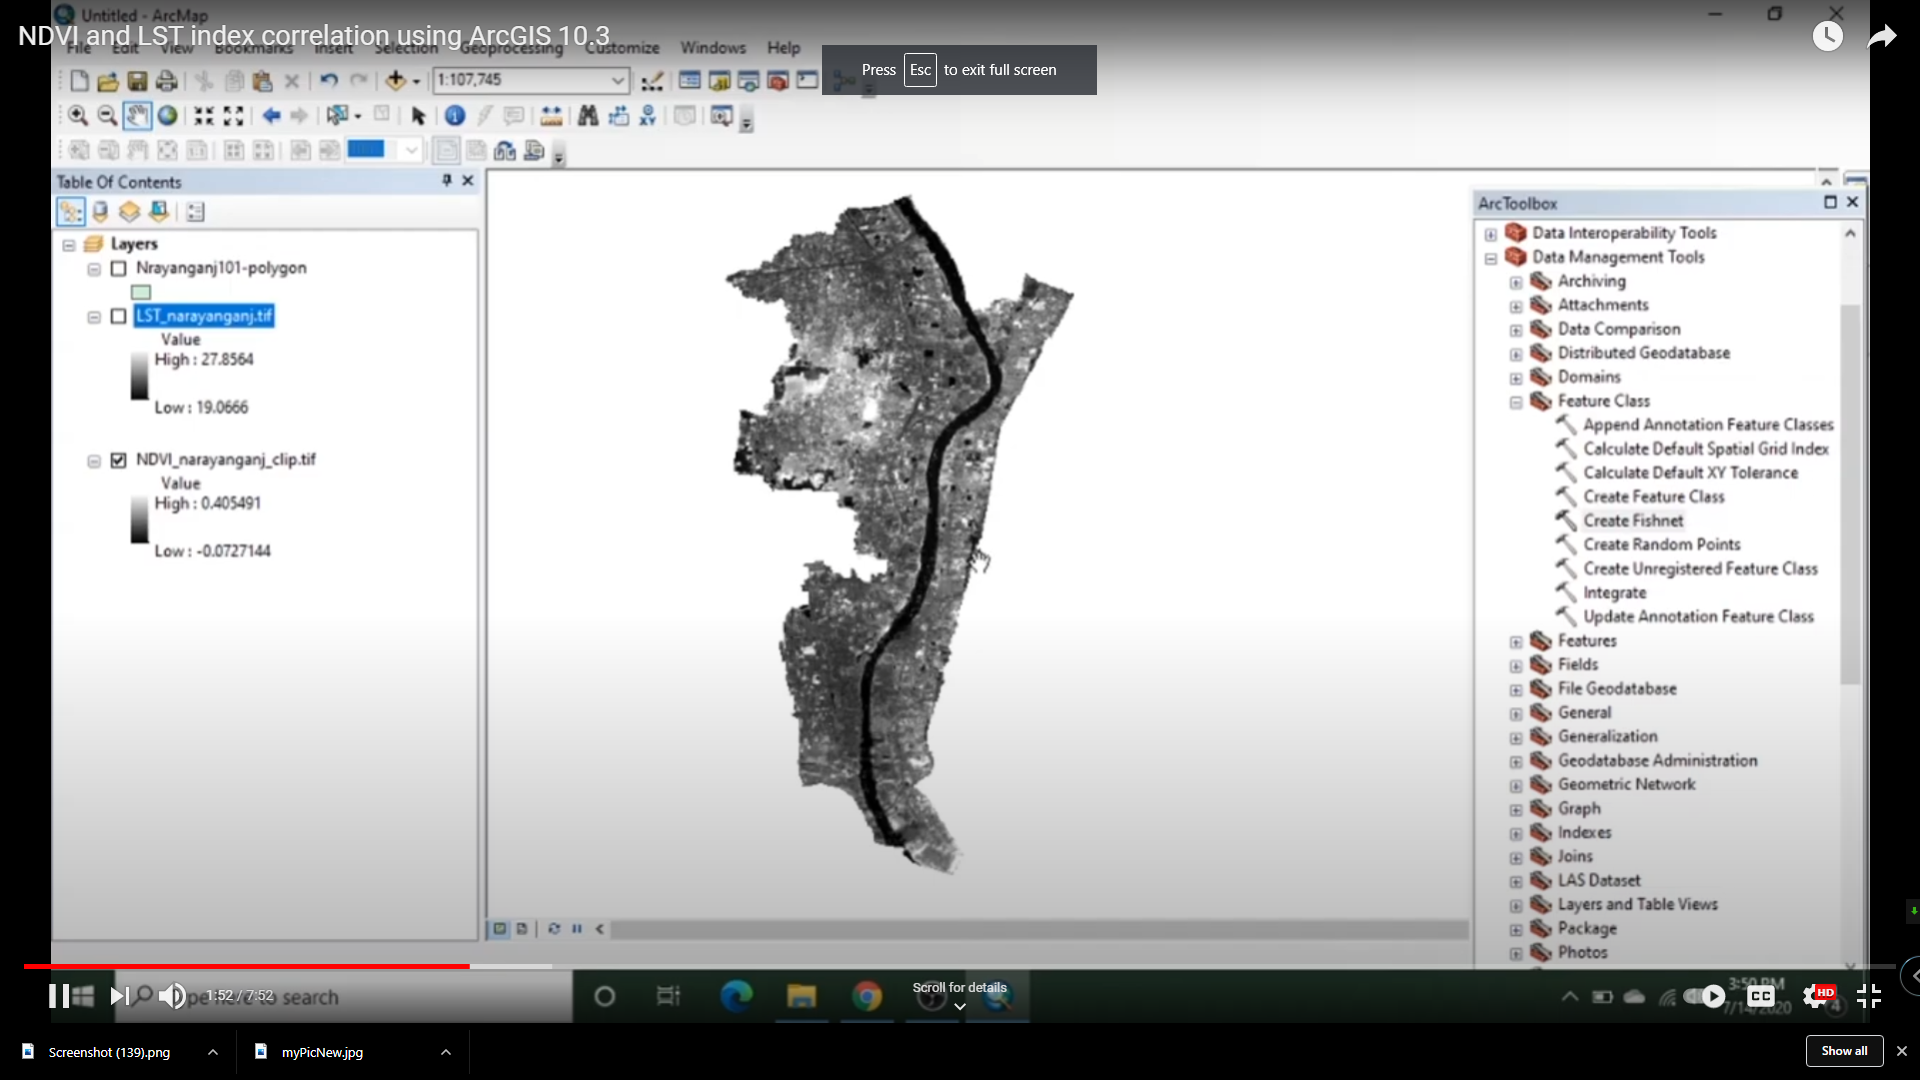 Untitled - ArcMap
NDVI and LST index correlation using ArcGIS 10.3
File Edit View Bookmarks Insert Selection Geoprocessing Customize Windows Help
Press Esc to exit full screen
1:107,745
Table Of Contents
Layers
Nrayanganj101-polygon
LST_narayanganj.tif
Value
High : 27.8564
Low : 19.0666
NDVI_narayanganj_clip.tif
Value
High : 0.405491
Low : -0.0727144
ArcToolbox
Data Interoperability Tools
Data Management Tools
Archiving
Attachments
Data Comparison
Distributed Geodatabase
Domains
Feature Class
Append Annotation Feature Classes
Calculate Default Spatial Grid Index
Calculate Default XY Tolerance
Create Feature Class
Create Fishnet
Create Random Points
Create Unregistered Feature Class
Integrate
Update Annotation Feature Class
Features
Fields
File Geodatabase
General
Generalization
Geodatabase Administration
Geometric Network
Graph
Indexes
Joins
LAS Dataset
Layers and Table Views
Package
Photos
1:52 / 7:52
here to search
Scroll for details
CC
HD
3:50 PM
7/14/2020
4
Screenshot (139).png
myPicNew.jpg
Show all